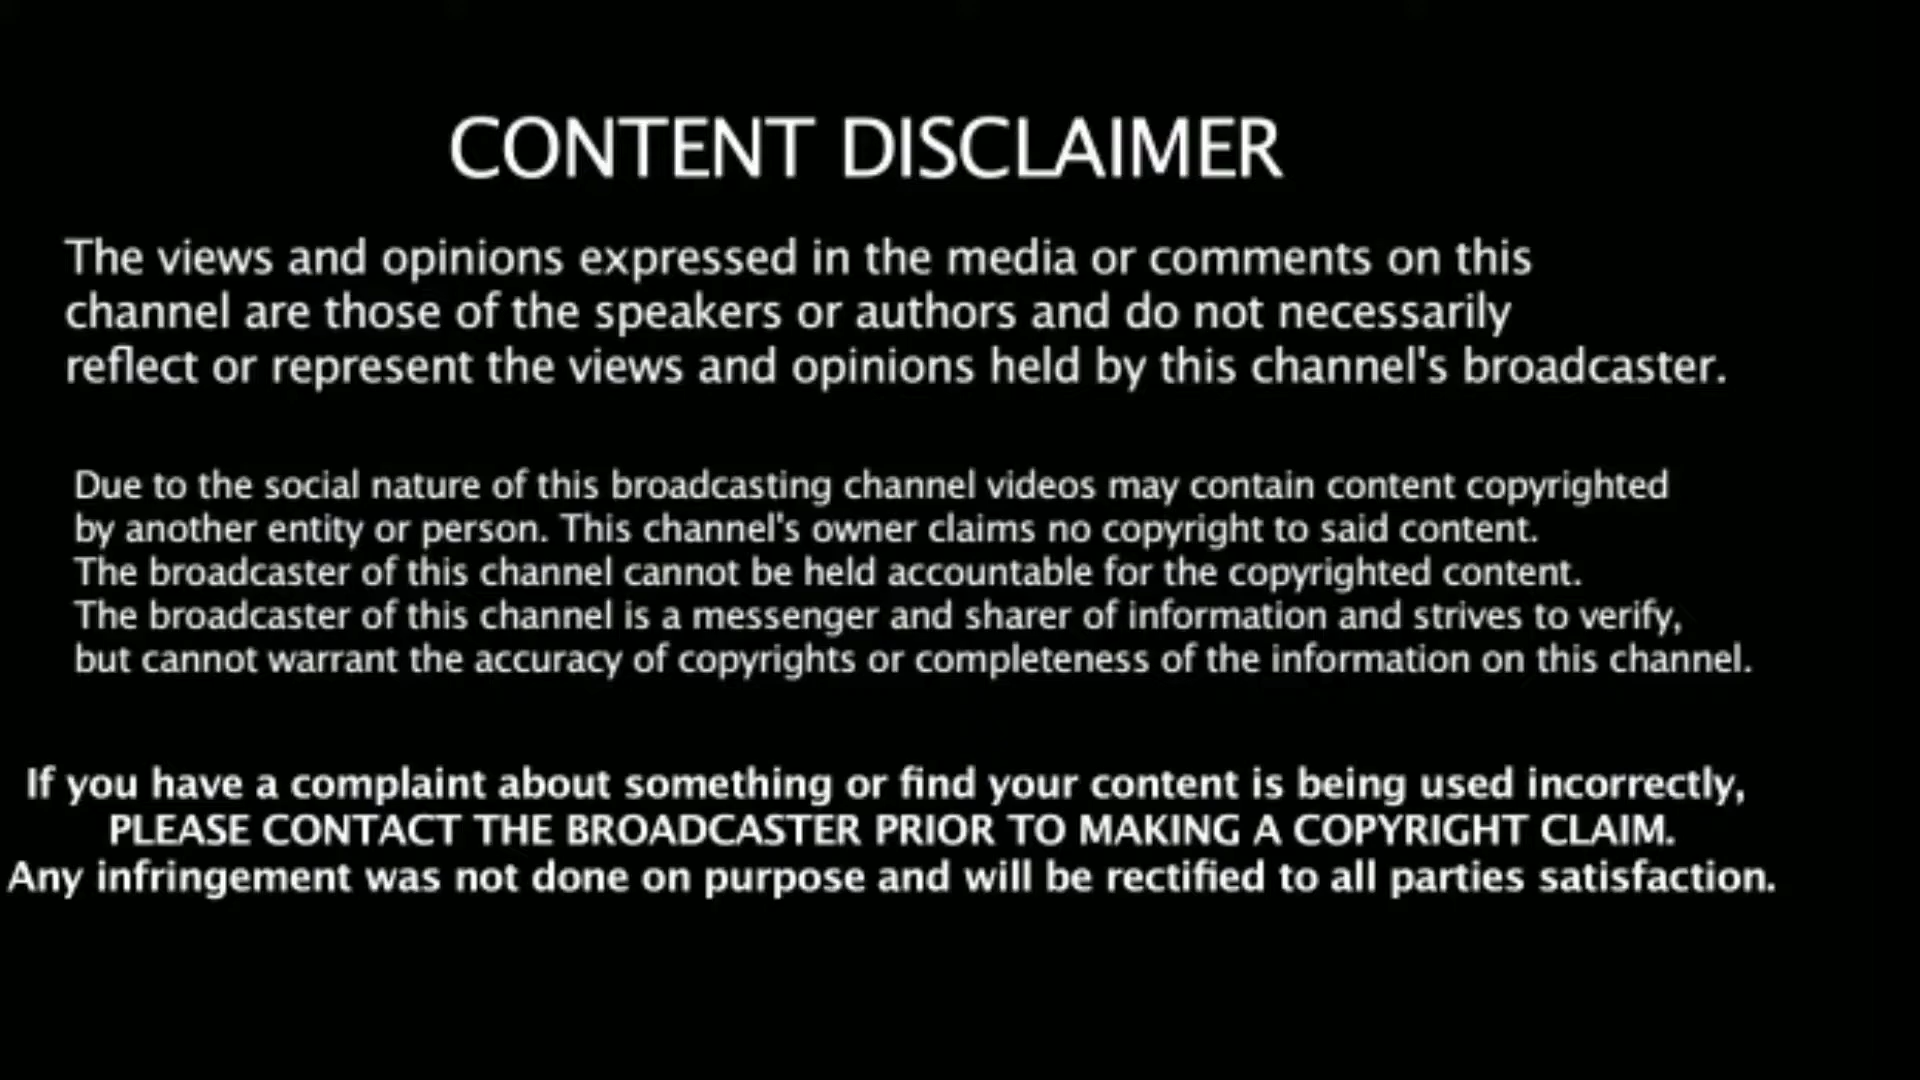 CONTENT DISCLAIMER
The views and opinions expressed in the media or comments on this
channel are those of the speakers or authors and do not necessarily
reflect or represent the views and opinions held by this channel's broadcaster.
Due to the social nature of this broadcasting channel videos may contain content copyrighted
by another entity or person. This channel's owner claims no copyright to said content.
The broadcaster of this channel cannot be held accountable for the copyrighted content.
The broadcaster of this channel is a messenger and sharer of information and strives to verify,
but cannot warrant the accuracy of copyrights or completeness of the information on this channel.
If you have a complaint about something or find your content is being used incorrectly,
PLEASE CONTACT THE BROADCASTER PRIOR TO MAKING A COPYRIGHT CLAIM.
Any infringement was not done on purpose and will be rectified to all parties satisfaction.